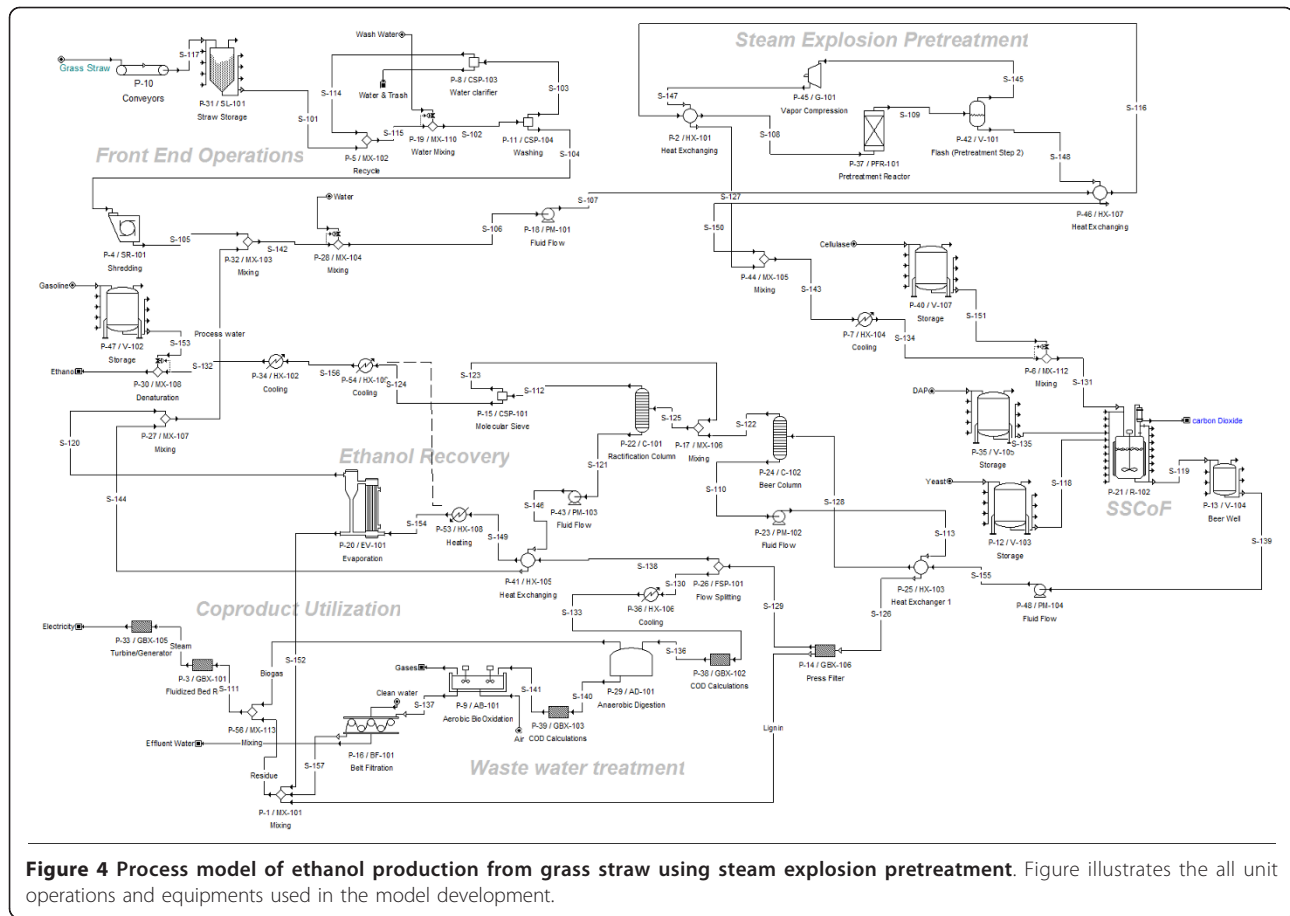 Steam Explosion Pretreatment
Grass Straw
S-117
P-10
Conveyors
P-31 / SL-101
Straw Storage
S-101
Wash Water
S-114
P-8 / CSP-103
Water clarifier
Water & Trash
S-103
S-115
P-19 / MX-110
Water Mixing
S-102
P-11 / CSP-104
Washing
S-104
P-5 / MX-102
Recycle
Front End Operations
S-147
P-45 / G-101
Vapor Compression
S-145
S-116
P-2 / HX-101
Heat Exchanging
S-108
P-37 / PFR-101
Pretreatment Reactor
S-109
P-42 / V-101
Flash (Pretreatment Step 2)
S-148
S-127
P-46 / HX-107
Heat Exchanging
P-4 / SR-101
Shredding
S-105
P-32 / MX-103
Mixing
S-142
Water
P-28 / MX-104
Mixing
S-106
P-18 / PM-101
Fluid Flow
S-107
S-150
P-44 / MX-105
Mixing
S-143
P-7 / HX-104
Cooling
S-134
Cellulase
P-40 / V-107
Storage
S-151
P-6 / MX-112
Mixing
S-131
Gasoline
P-47 / V-102
Storage
S-153
Process water
Ethanol
P-30 / MX-108
Denaturation
S-132
P-34 / HX-102
Cooling
S-156
Cooling
S-124
S-123
S-112
P-15 / CSP-101
Molecular Sieve
P-22 / C-101
Ractification Column
S-125
P-17 / MX-106
Mixing
S-122
P-24 / C-102
Beer Column
DAP
P-35 / V-105
Storage
S-135
carbon Dioxide
Yeast
P-12 / V-103
Storage
S-118
P-21 / R-102
SSCoF
S-119
P-13 / V-104
Beer Well
S-139
S-120
P-27 / MX-107
Mixing
Ethanol Recovery
S-144
S-121
P-43 / PM-103
Fluid Flow
S-146
S-110
P-23 / PM-102
Fluid Flow
S-128
S-113
P-20 / EV-101
Evaporation
S-154
P-53 / HX-108
Heating
S-149
P-41 / HX-105
Heat Exchanging
S-138
P-26 / FSP-101
Flow Splitting
S-130
P-36 / HX-106
Cooling
S-133
S-129
P-25 / HX-103
Heat Exchanger 1
S-126
S-155
P-48 / PM-104
Fluid Flow
Coproduct Utilization
Electricity
P-33 / GBX-105
Turbine/Generator
Steam
P-3 / GBX-101
Fluidized Bed R
S-111
S-152
Biogas
P-56 / MX-113
Mixing
Gases
Clean water
S-137
P-9 / AB-101
Aerobic BioOxidation
S-141
Air
P-39 / GBX-103
COD Calculations
S-140
P-29 / AD-101
Anaerobic Digestion
S-136
P-38 / GBX-102
COD Calculations
P-14 / GBX-106
Press Filter
Lignin
Effluent Water
P-16 / BF-101
Belt Filtration
S-157
Residue
P-1 / MX-101
Mixing
Waste water treatment
Figure 4 Process model of ethanol production from grass straw using steam explosion pretreatment. Figure illustrates the all unit
operations and equipments used in the model development.